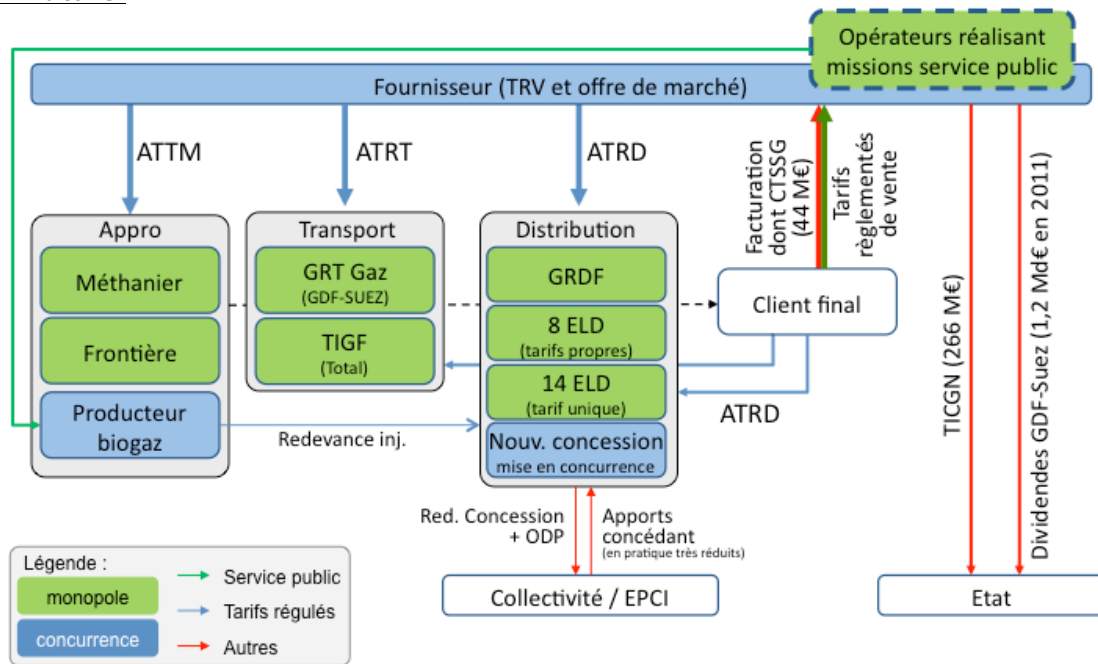 Opérateurs réalisant
missions service public
Fournisseur (TRV et offre de marché)
ATTM
ATRT
ATRD
Facturation
dont CTSSG
(44 M€)
Tarifs
règlementés
de vente
TICGN (266 M€)
Dividendes GDF-Suez (1,2 Md€ en 2011)
Appro
Méthanier
Frontière
Producteur
biogaz
Transport
GRT Gaz
(GDF-SUEZ)
TIGF
(Total)
Distribution
GRDF
8 ELD
(tarifs propres)
14 ELD
(tarif unique)
Nouv. concession
mise en concurrence
Client final
ATRD
Redevance inj.
Red. Concession
+ ODP
Apports
concédant
(en pratique très réduits)
Collectivité / EPCI
Etat
Légende :
monopole
concurrence
Service public
Tarifs régulés
Autres